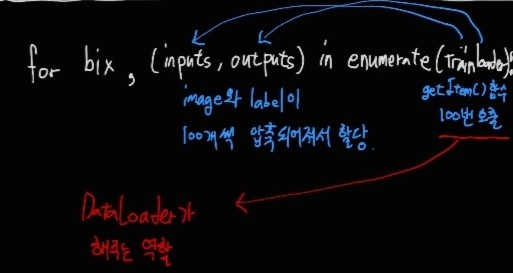 for bix, (inputs, outputs) in enumerate(trainloader):
image와 label이
100개씩 압축되어져서 할당.
getItem() 함수
100번 호출
DataLoader가
해주는 역할